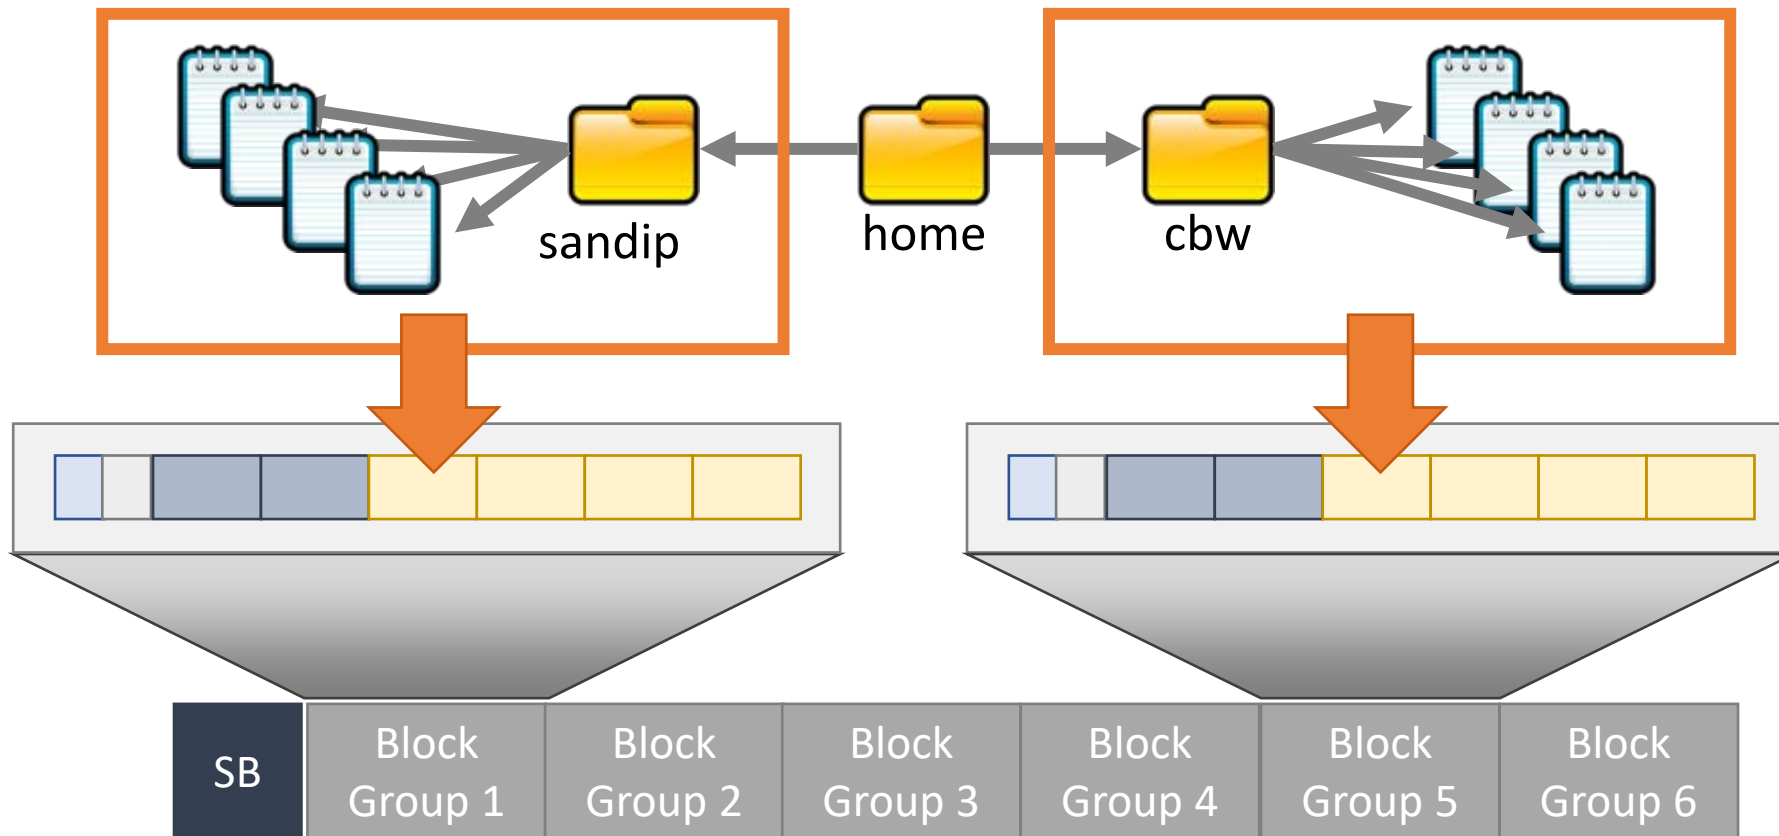 sandip
home
cbw
SB
Block
Group 1
Block
Group 2
Block
Group 3
Block
Group 4
Block
Group 5
Block
Group 6